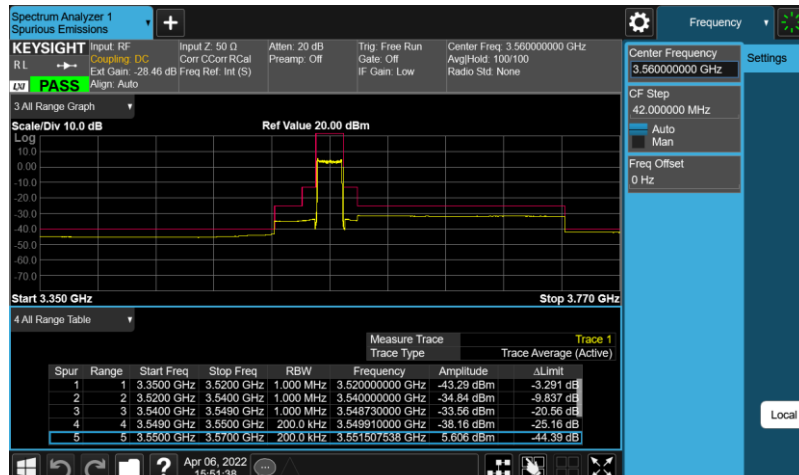 Spectrum Analyzer 1
Spurious Emissions
Frequency
KEYSIGHT Input: RF Input Z: 50 Ω Atten: 20 dB Trig: Free Run Center Freq: 3.560000000 GHz
RL Coupling: DC Corr CCorr RCal Preamp: Off Gate: Off Avg|Hold: 100/100
Ext Gain: -28.46 dB Freq Ref: Int (S) IF Gain: Low Radio Std: None
LXI PASS Align: Auto
Center Frequency
3.560000000 GHz
Settings
CF Step
42.000000 MHz
Auto
Man
Freq Offset
0 Hz
3 All Range Graph
Scale/Div 10.0 dB Ref Value 20.00 dBm
Log
10.0
0.00
-10.0
-20.0
-30.0
-40.0
-50.0
-60.0
-70.0
Start 3.350 GHz Stop 3.770 GHz
4 All Range Table
Measure Trace Trace 1
Trace Type Trace Average (Active)
Spur Range Start Freq Stop Freq RBW Frequency Amplitude ΔLimit
1 1 3.3500 GHz 3.5200 GHz 1.000 MHz 3.520000000 GHz -43.29 dBm -3.291 dB
2 2 3.5200 GHz 3.5400 GHz 1.000 MHz 3.540000000 GHz -34.84 dBm -9.837 dB
3 3 3.5400 GHz 3.5490 GHz 1.000 MHz 3.548730000 GHz -33.56 dBm -20.56 dB
4 4 3.5490 GHz 3.5500 GHz 200.0 kHz 3.549910000 GHz -38.16 dBm -25.16 dB
5 5 3.5500 GHz 3.5700 GHz 200.0 kHz 3.551507538 GHz 5.606 dBm -44.39 dB
Local
Apr 06, 2022
15:51:38